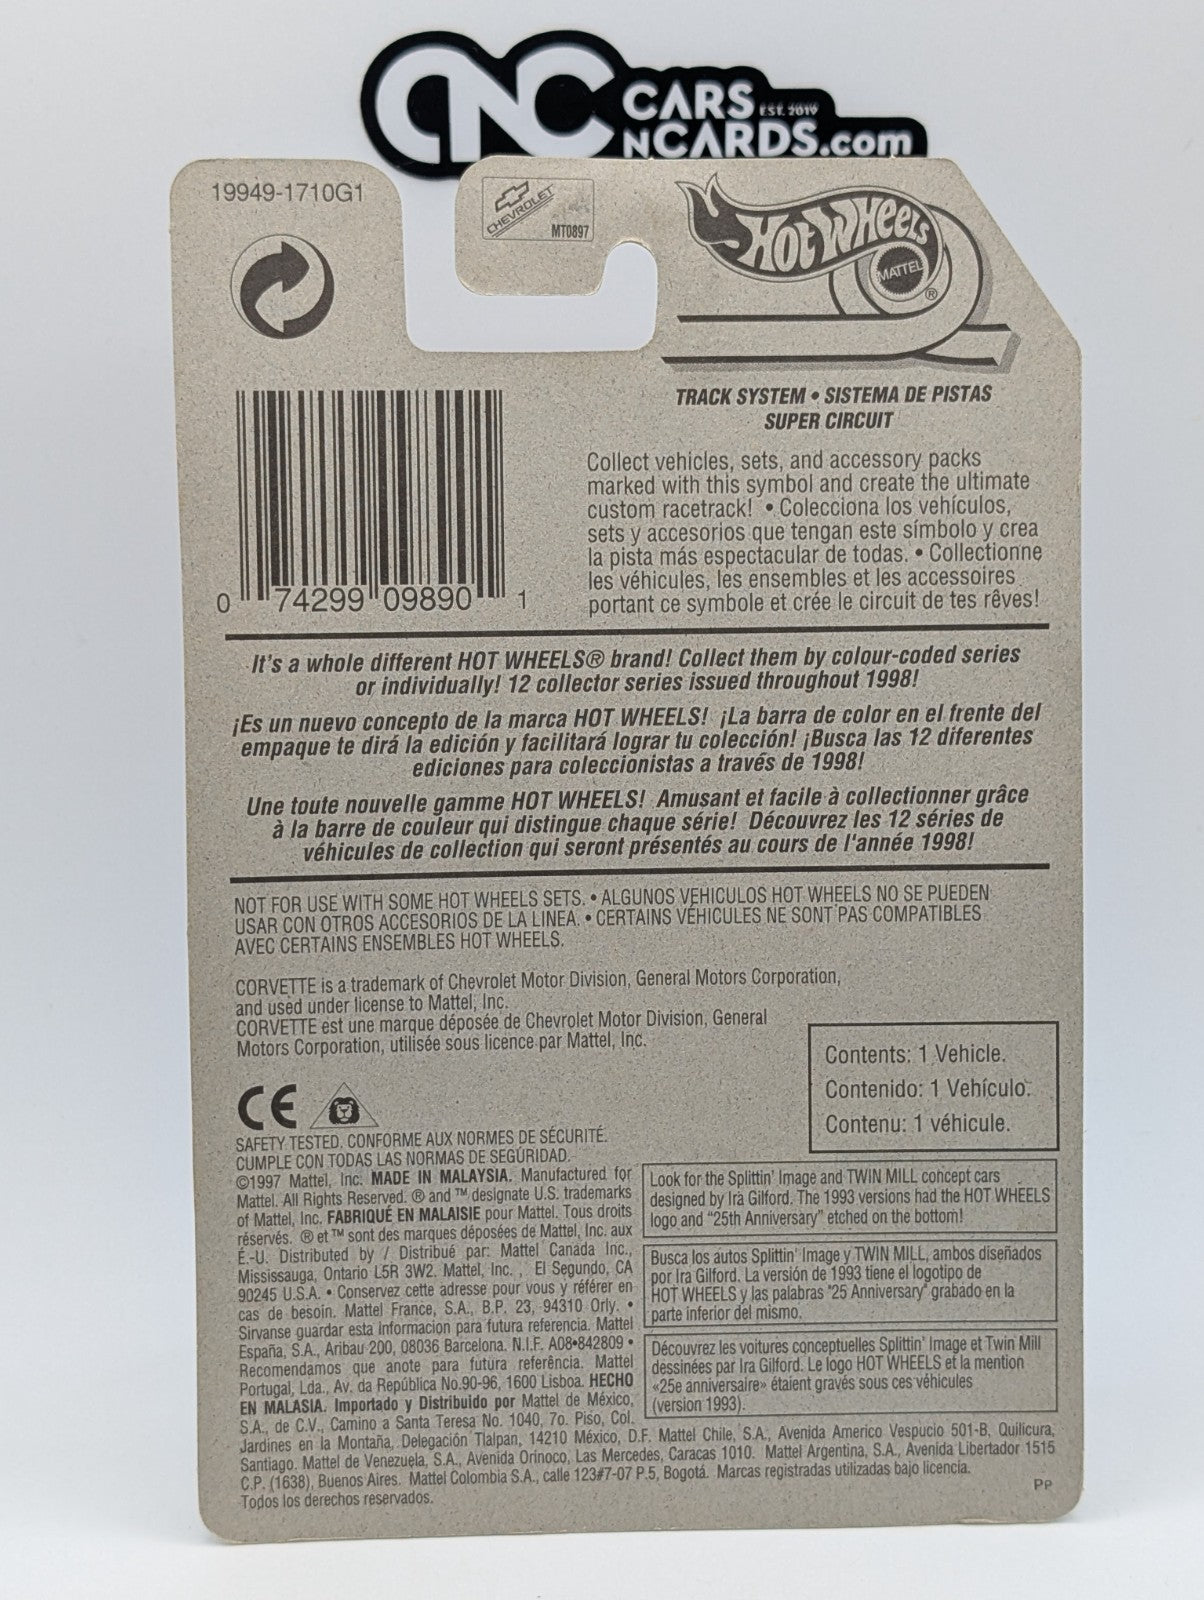 CNC CARS EST. 2019
NCARDS.com
19949-1710G1
CHEVROLET
MT0897
HOT WHEELS
MATTEL
®
TRACK SYSTEM • SISTEMA DE PISTAS
SUPER CIRCUIT
Collect vehicles, sets, and accessory packs
marked with this symbol and create the ultimate
custom racetrack! • Colecciona los vehículos,
sets y accesorios que tengan este símbolo y crea
la pista más espectacular de todas. • Collectionne
les véhicules, les ensembles et les accessoires
portant ce symbole et crée le circuit de tes rêves!
0 74299 09890 1
It's a whole different HOT WHEELS® brand! Collect them by colour-coded series
or individually! 12 collector series issued throughout 1998!
¡Es un nuevo concepto de la marca HOT WHEELS! ¡La barra de color en el frente del
empaque te dirá la edición y facilitará lograr tu colección! ¡Busca las 12 diferentes
ediciones para coleccionistas a través de 1998!
Une toute nouvelle gamme HOT WHEELS! Amusant et facile à collectionner grâce
à la barre de couleur qui distingue chaque série! Découvrez les 12 séries de
véhicules de collection qui seront présentés au cours de l'année 1998!
NOT FOR USE WITH SOME HOT WHEELS SETS. • ALGUNOS VEHICULOS HOT WHEELS NO SE PUEDEN
USAR CON OTROS ACCESORIOS DE LA LINEA. • CERTAINS VÉHICULES NE SONT PAS COMPATIBLES
AVEC CERTAINS ENSEMBLES HOT WHEELS.
CORVETTE is a trademark of Chevrolet Motor Division, General Motors Corporation,
and used under license to Mattel, Inc.
CORVETTE est une marque déposée de Chevrolet Motor Division, General
Motors Corporation, utilisée sous licence par Mattel, Inc.
Contents: 1 Vehicle.
Contenido: 1 Vehículo.
Contenu: 1 véhicule.
CE
SAFETY TESTED. CONFORME AUX NORMES DE SÉCURITÉ.
CUMPLE CON TODAS LAS NORMAS DE SEGURIDAD.
©1997 Mattel, Inc. MADE IN MALAYSIA. Manufactured for
Mattel. All Rights Reserved. ® and ™ designate U.S. trademarks
of Mattel, Inc. FABRIQUÉ EN MALAISIE pour Mattel. Tous droits
réservés. ® et ™ sont des marques déposées de Mattel, Inc. aux
É.-U. Distributed by / Distribué par: Mattel Canada Inc.,
Mississauga, Ontario L5R 3W2. Mattel, Inc. , El Segundo, CA
90245 U.S.A. • Conservez cette adresse pour vous y référer en
cas de besoin. Mattel France, S.A., B.P. 23, 94310 Orly. •
Sirvanse guardar esta informacion para futura referencia. Mattel
España, S.A., Aribau 200, 08036 Barcelona. N.I.F. A08•842809 •
Recomendamos que anote para futura referência. Mattel
Portugal, Lda., Av. da República No.90-96, 1600 Lisboa. HECHO
EN MALASIA. Importado y Distribuido por Mattel de México,
S.A., de C.V., Camino a Santa Teresa No. 1040, 7o. Piso, Col.
Jardines en la Montaña, Delegación Tlalpan, 14210 México, D.F. Mattel Chile, S.A., Avenida Americo Vespucio 501-B, Quilicura,
Santiago. Mattel de Venezuela, S.A., Avenida Orinoco, Las Mercedes, Caracas 1010. Mattel Argentina, S.A., Avenida Libertador 1515
C.P. (1638), Buenos Aires. Mattel Colombia S.A., calle 123#7-07 P.5, Bogotá. Marcas registradas utilizadas bajo licencia.
Todos los derechos reservados.
Look for the Splittin' Image and TWIN MILL concept cars
designed by Ira Gilford. The 1993 versions had the HOT WHEELS
logo and "25th Anniversary" etched on the bottom!
Busca los autos Splittin' Image y TWIN MILL, ambos diseñados
por Ira Gilford. La versión de 1993 tiene el logotipo de
HOT WHEELS y las palabras "25 Anniversary" grabado en la
parte inferior del mismo.
Découvrez les voitures conceptuelles Splittin' Image et Twin Mill
dessinées par Ira Gilford. Le logo HOT WHEELS et la mention
«25e anniversaire» étaient gravés sous ces véhicules
(version 1993).
PP